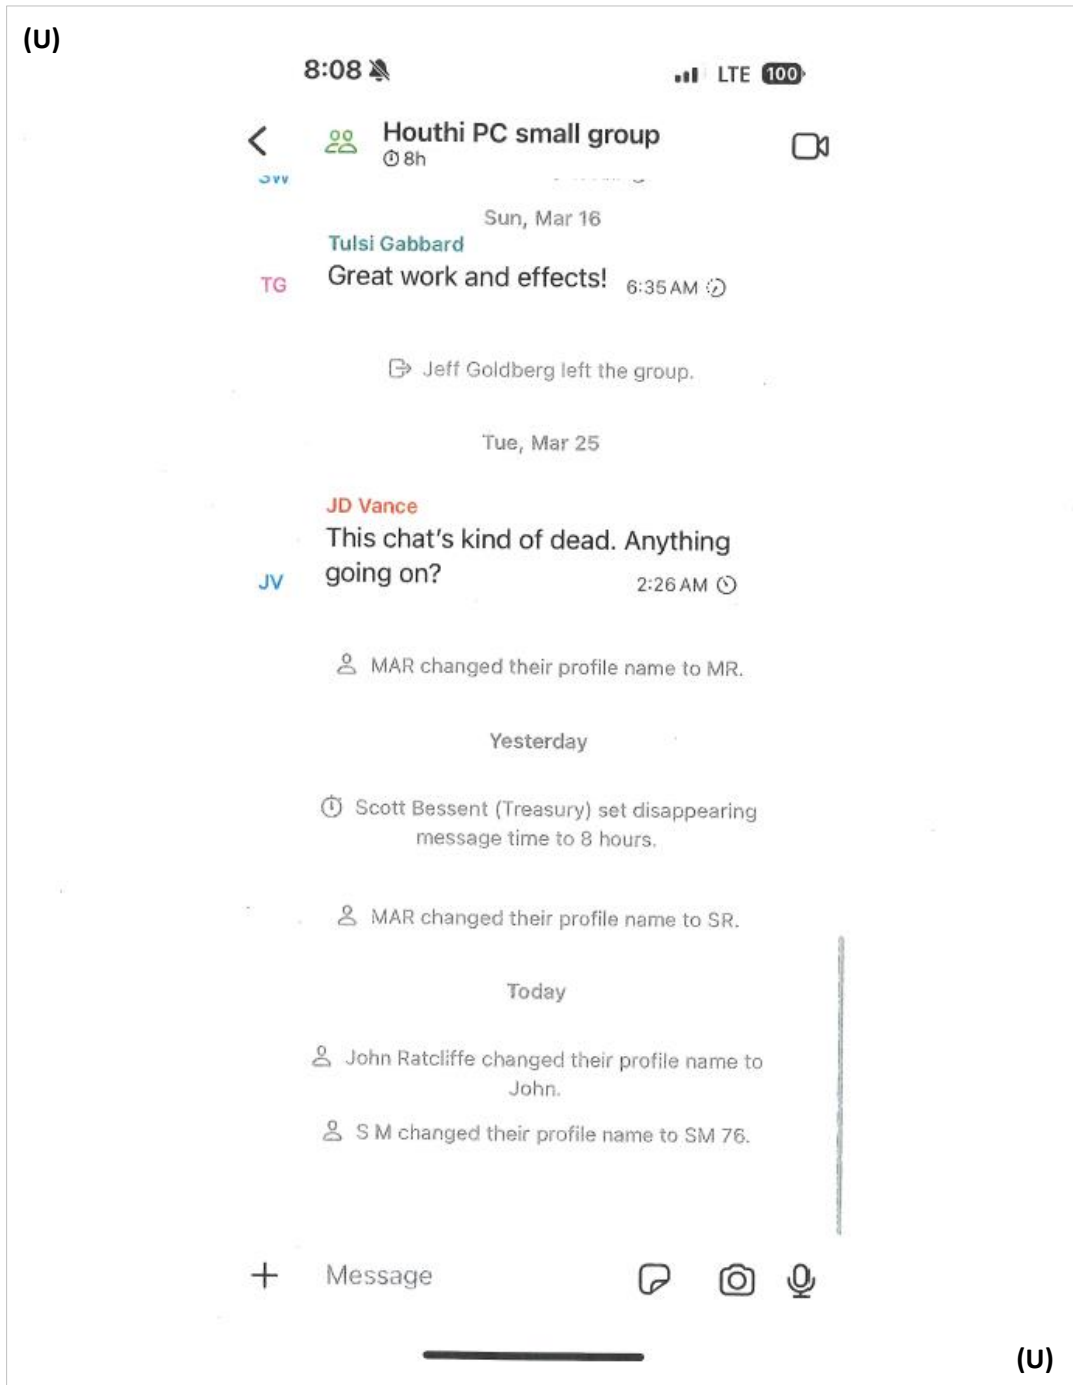 (U)
8:08
LTE 100
Houthi PC small group
8h
SW
Sun, Mar 16
Tulsi Gabbard
TG
Great work and effects! 6:35 AM
Jeff Goldberg left the group.
Tue, Mar 25
JD Vance
This chat's kind of dead. Anything
going on?
JV
2:26 AM
MAR changed their profile name to MR.
Yesterday
Scott Bessent (Treasury) set disappearing
message time to 8 hours.
MAR changed their profile name to SR.
Today
John Ratcliffe changed their profile name to
John.
S M changed their profile name to SM 76.
Message
(U)